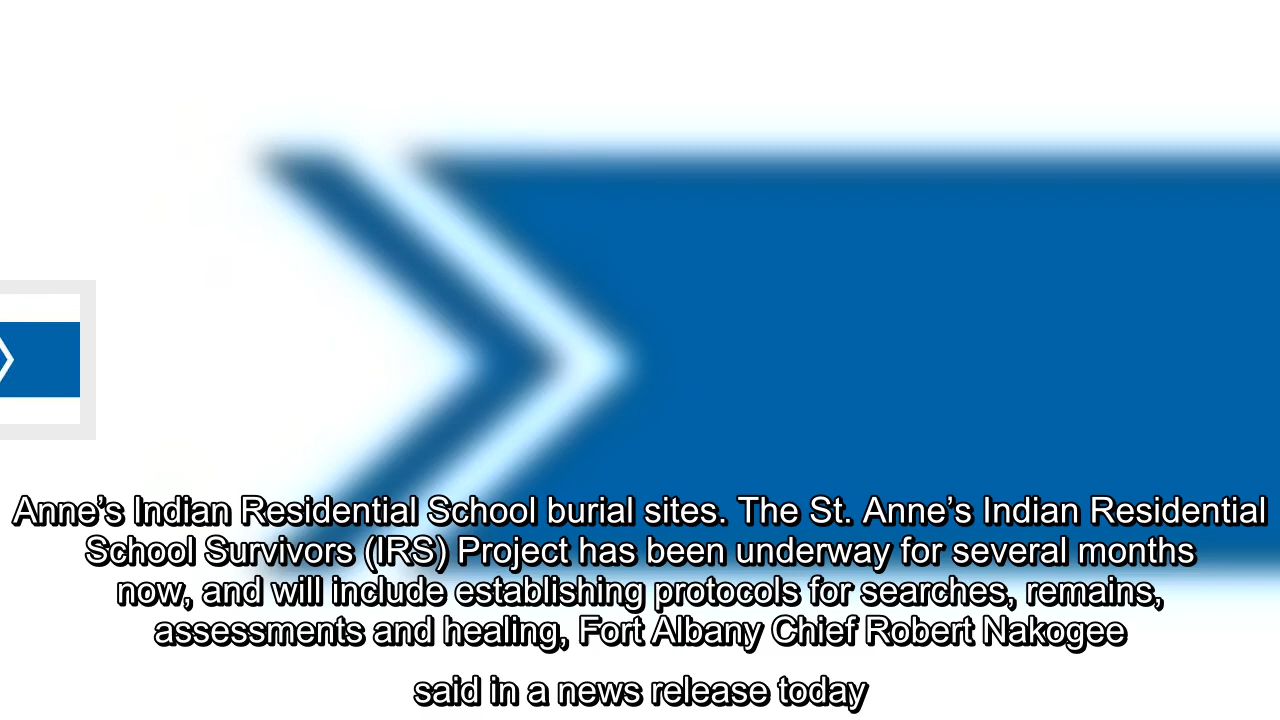 Anne’s Indian Residential School burial sites. The St. Anne’s Indian Residential
School Survivors (IRS) Project has been underway for several months
now, and will include establishing protocols for searches, remains,
assessments and healing, Fort Albany Chief Robert Nakogee
said in a news release today